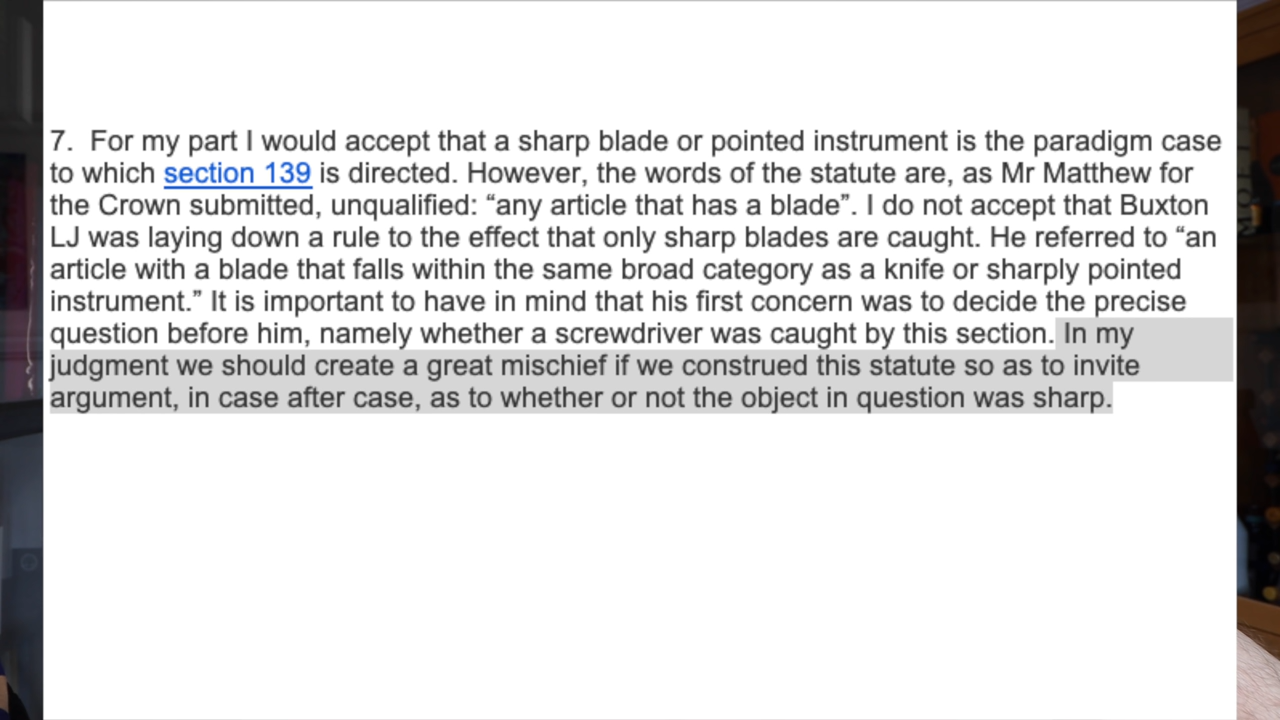 7. For my part I would accept that a sharp blade or pointed instrument is the paradigm case
to which section 139 is directed. However, the words of the statute are, as Mr Matthew for
the Crown submitted, unqualified: “any article that has a blade”. I do not accept that Buxton
LJ was laying down a rule to the effect that only sharp blades are caught. He referred to “an
article with a blade that falls within the same broad category as a knife or sharply pointed
instrument.” It is important to have in mind that his first concern was to decide the precise
question before him, namely whether a screwdriver was caught by this section. In my
judgment we should create a great mischief if we construed this statute so as to invite
argument, in case after case, as to whether or not the object in question was sharp.